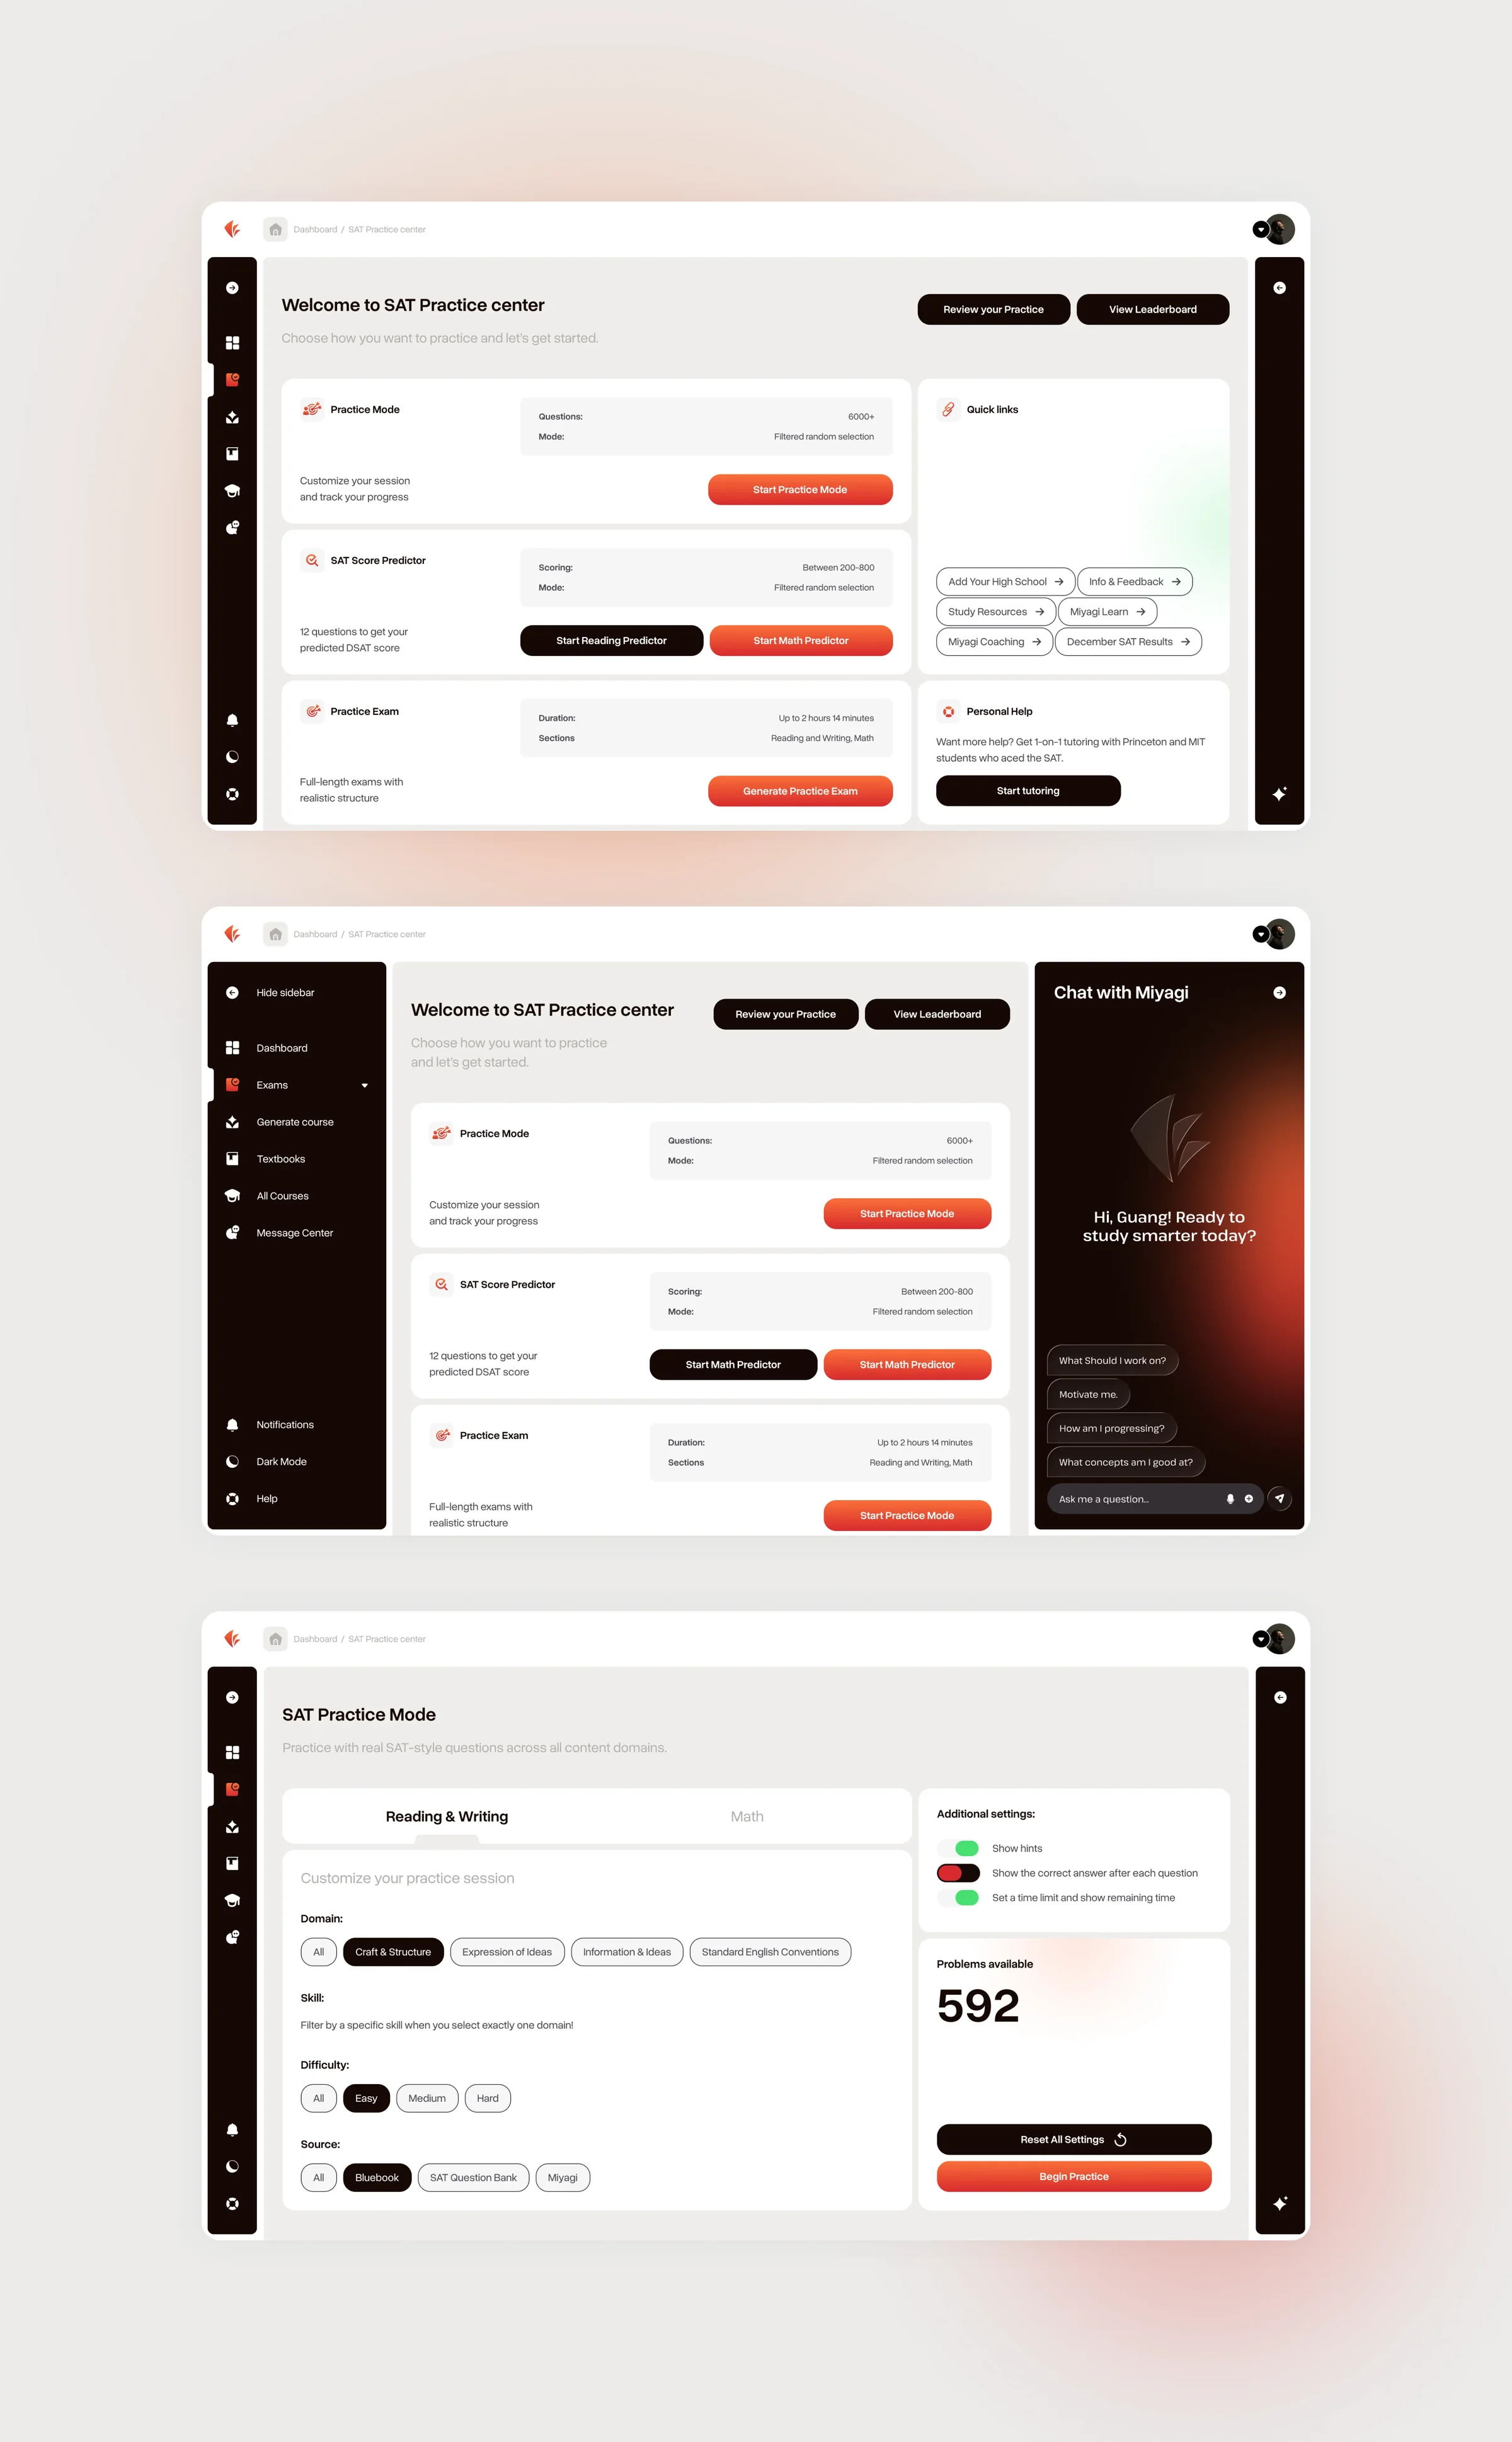 Dashboard / SAT Practice center
Welcome to SAT Practice center
Choose how you want to practice and let's get started.
Review your Practice
View Leaderboard
Practice Mode
Questions: 6000+
Mode: Filtered random selection
Customize your session
and track your progress
Start Practice Mode
SAT Score Predictor
Scoring: Between 200-800
Mode: Filtered random selection
12 questions to get your
predicted DSAT score
Start Reading Predictor
Start Math Predictor
Practice Exam
Duration: Up to 2 hours 14 minutes
Sections Reading and Writing, Math
Full-length exams with
realistic structure
Generate Practice Exam
Quick links
Add Your High School
Info & Feedback
Study Resources
Miyagi Learn
Miyagi Coaching
December SAT Results
Personal Help
Want more help? Get 1-on-1 tutoring with Princeton and MIT
students who aced the SAT.
Start tutoring
Dashboard / SAT Practice center
Hide sidebar
Dashboard
Exams
Generate course
Textbooks
All Courses
Message Center
Notifications
Dark Mode
Help
Welcome to SAT Practice center
Choose how you want to practice
and let's get started.
Review your Practice
View Leaderboard
Practice Mode
Questions: 6000+
Mode: Filtered random selection
Customize your session
and track your progress
Start Practice Mode
SAT Score Predictor
Scoring: Between 200-800
Mode: Filtered random selection
12 questions to get your
predicted DSAT score
Start Math Predictor
Start Math Predictor
Practice Exam
Duration: Up to 2 hours 14 minutes
Sections Reading and Writing, Math
Full-length exams with
realistic structure
Start Practice Mode
Chat with Miyagi
Hi, Guang! Ready to
study smarter today?
What Should I work on?
Motivate me.
How am I progressing?
What concepts am I good at?
Ask me a question...
Dashboard / SAT Practice center
SAT Practice Mode
Practice with real SAT-style questions across all content domains.
Reading & Writing
Math
Customize your practice session
Domain:
All
Craft & Structure
Expression of Ideas
Information & Ideas
Standard English Conventions
Skill:
Filter by a specific skill when you select exactly one domain!
Difficulty:
All
Easy
Medium
Hard
Source:
All
Bluebook
SAT Question Bank
Miyagi
Additional settings:
Show hints
Show the correct answer after each question
Set a time limit and show remaining time
Problems available
592
Reset All Settings
Begin Practice